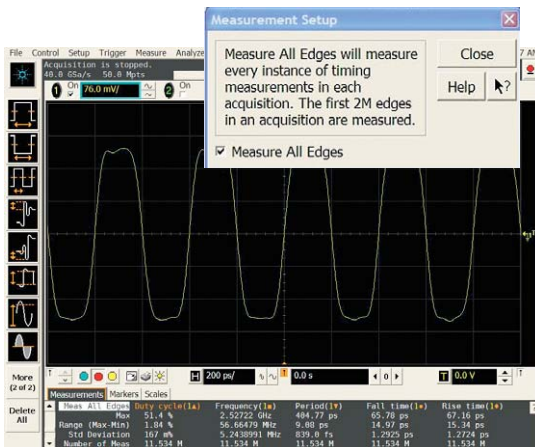 Measurement Setup
File Control Setup Trigger Measure Analyze
7 AM
Acquisition is stopped.
40.0 GSa/s 50.0 Mpts
1 On 76.0 mV/ 2 On
Measure All Edges will measure
every instance of timing
measurements in each
acquisition. The first 2M edges
in an acquisition are measured.
Close
Help
?
Measure All Edges
More
(2 of 2)
Delete
All
H 200 ps/ 0.0 s 0 T 0.0 V
Measurements Markers Scales
Meas All Edges Duty cycle(1) Frequency(1) Period(1) Fall time(1) Rise time(1)
Max 51.4 % 2.52722 GHz 404.77 ps 65.78 ps 67.16 ps
Range (Max-Min) 1.84 % 56.66479 MHz 9.08 ps 14.97 ps 15.34 ps
Std Deviation 167 m% 5.2438991 MHz 839.0 fs 1.2925 ps 1.2724 ps
Number of Meas 11.534 M 11.534 M 11.534 M 11.534 M 11.534 M